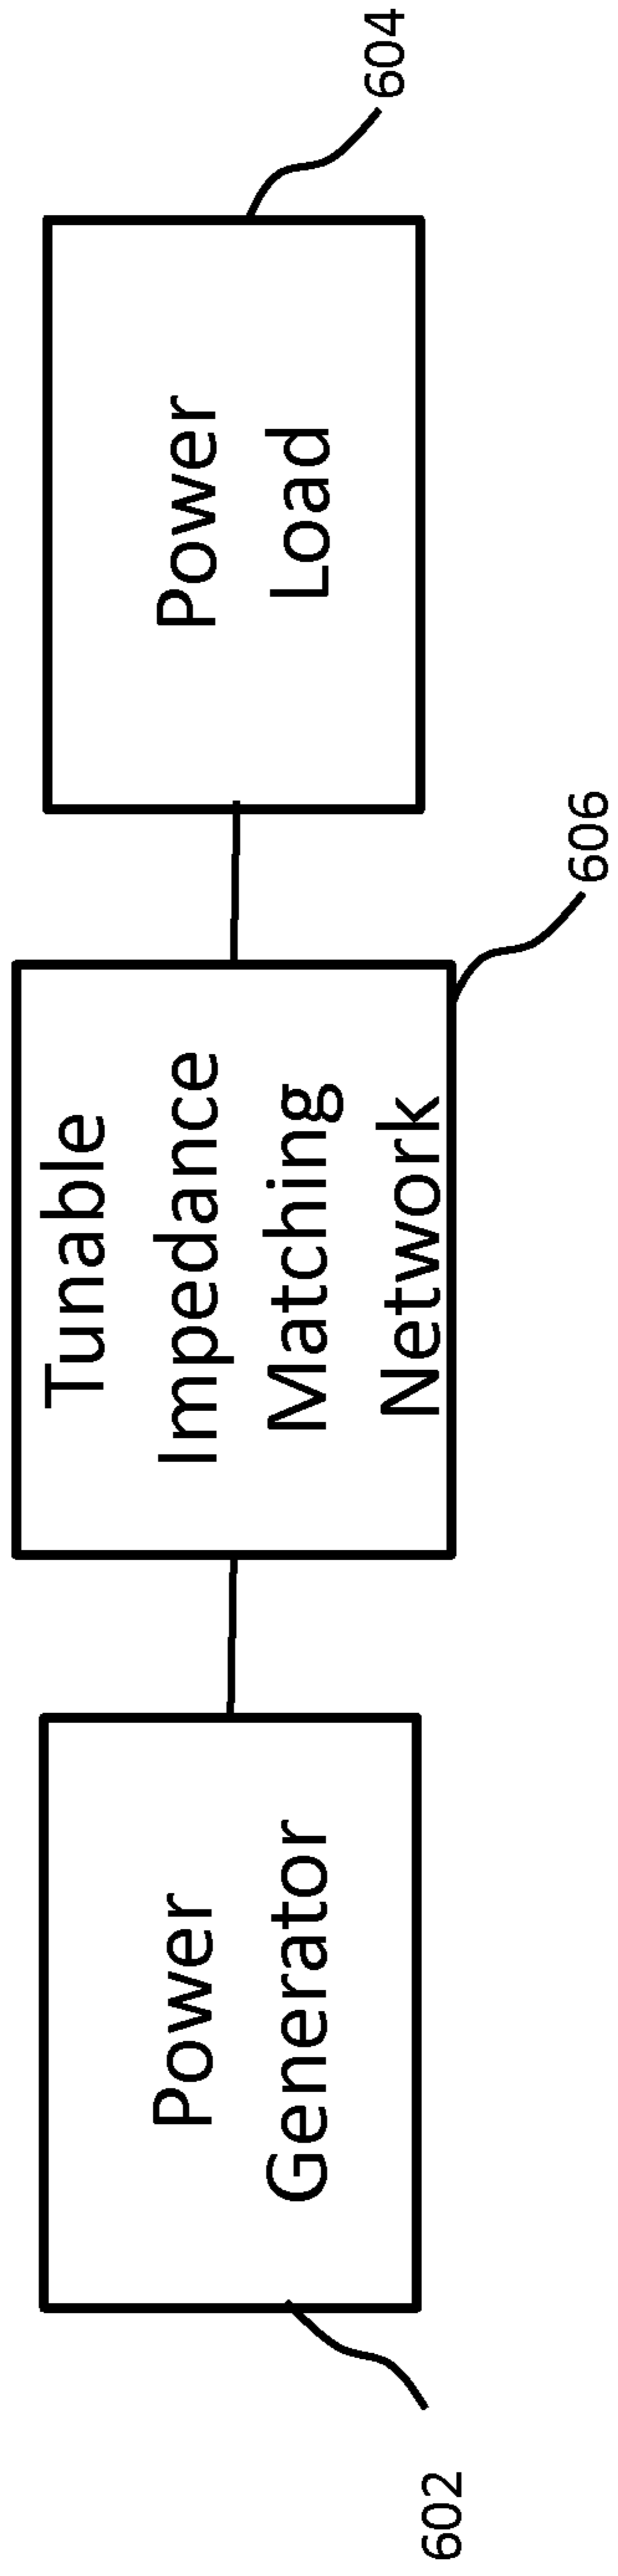 Power
Generator
602
Tunable
Impedance
Matching
Network
606
Power
Load
604